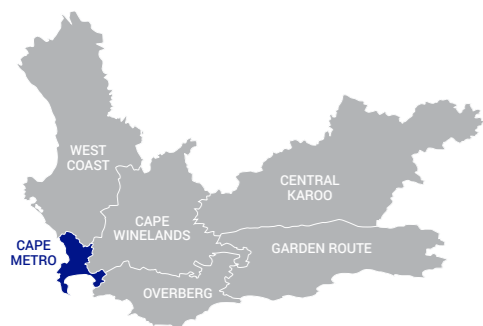 WEST
COAST
CENTRAL
KAROO
CAPE
WINELANDS
CAPE
METRO
GARDEN ROUTE
OVERBERG